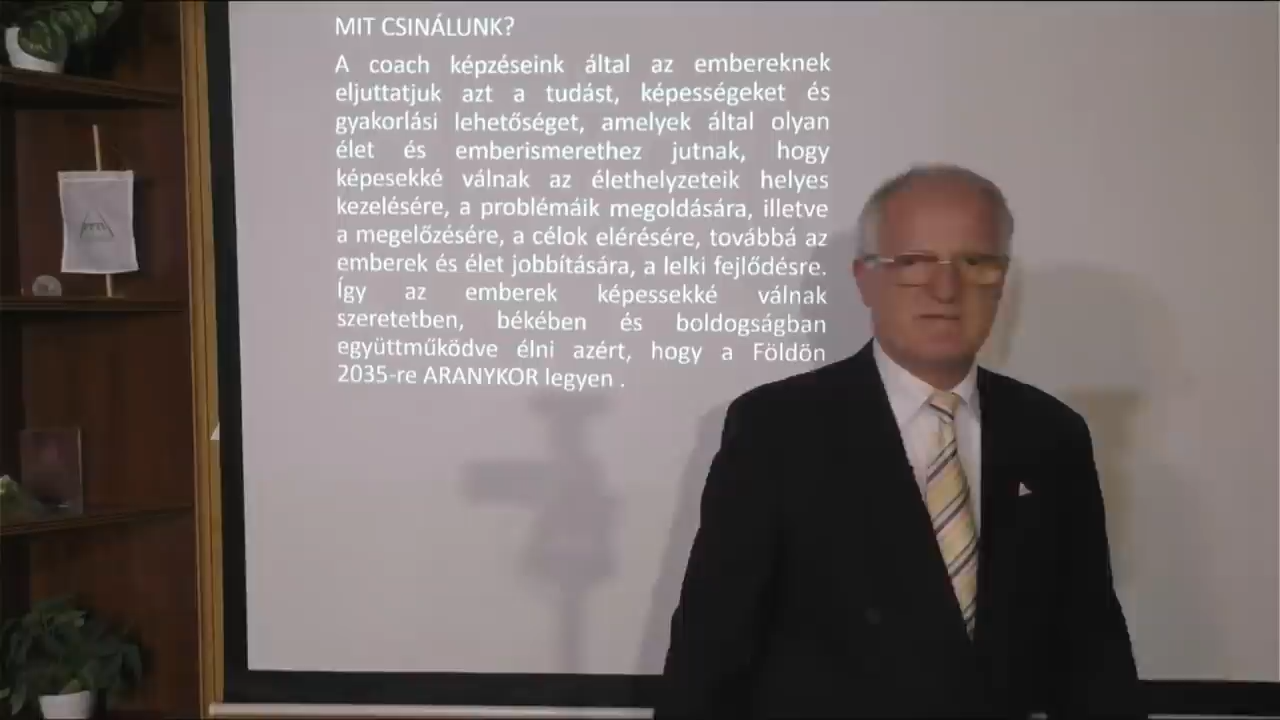 MIT CSINÁLUNK?
A coach képzéseink által az embereknek
eljuttatjuk azt a tudást, képességeket és
gyakorlási lehetőséget, amelyek által olyan
élet és emberismerethez jutnak, hogy
képesekké válnak az élethelyzeteik helyes
kezelésére, a problémáik megoldására, illetve
a megelőzésére, a célok elérésére, továbbá az
emberek és élet jobbítására, a lelki fejlődésre.
Így az emberek képessekké válnak
szeretetben, békében és boldogságban
együttműködve élni azért, hogy a Földön
2035-re ARANYKOR legyen .